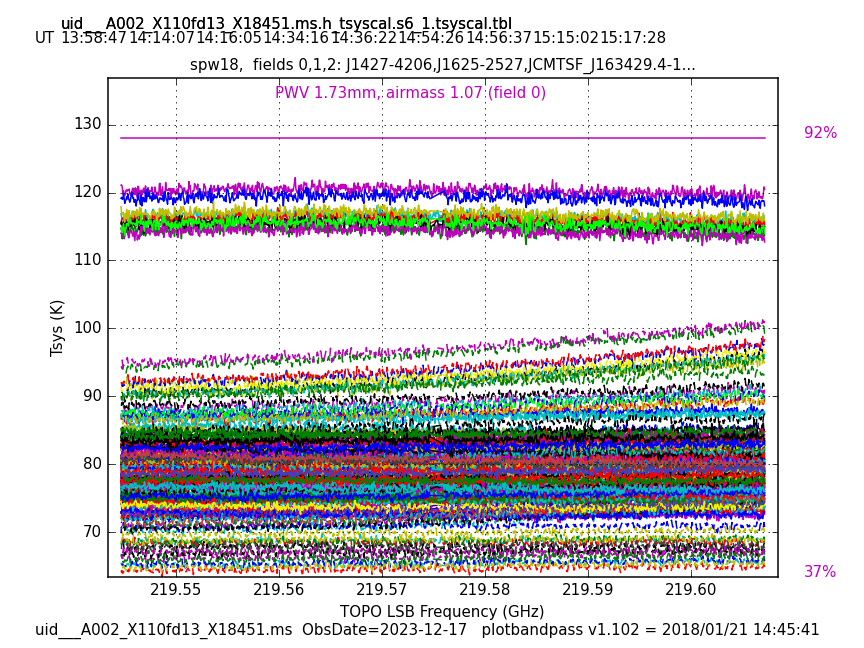 uid___A002_X110fd13_X18451.ms.h_tsyscal.s6_1.tsyscal.tbl
UT 13:58:47 14:14:07 14:16:05 14:34:16 14:36:22 14:54:26 14:56:37 15:15:02 15:17:28
spw18, fields 0,1,2: J1427-4206,J1625-2527,JCMTSF_J163429.4-1...
PWV 1.73mm, airmass 1.07 (field 0)
92%
130
120
110
100
90
80
70
Tsys (K)
37%
219.55 219.56 219.57 219.58 219.59 219.60
TOPO LSB Frequency (GHz)
uid___A002_X110fd13_X18451.ms ObsDate=2023-12-17 plotbandpass v1.102 = 2018/01/21 14:45:41